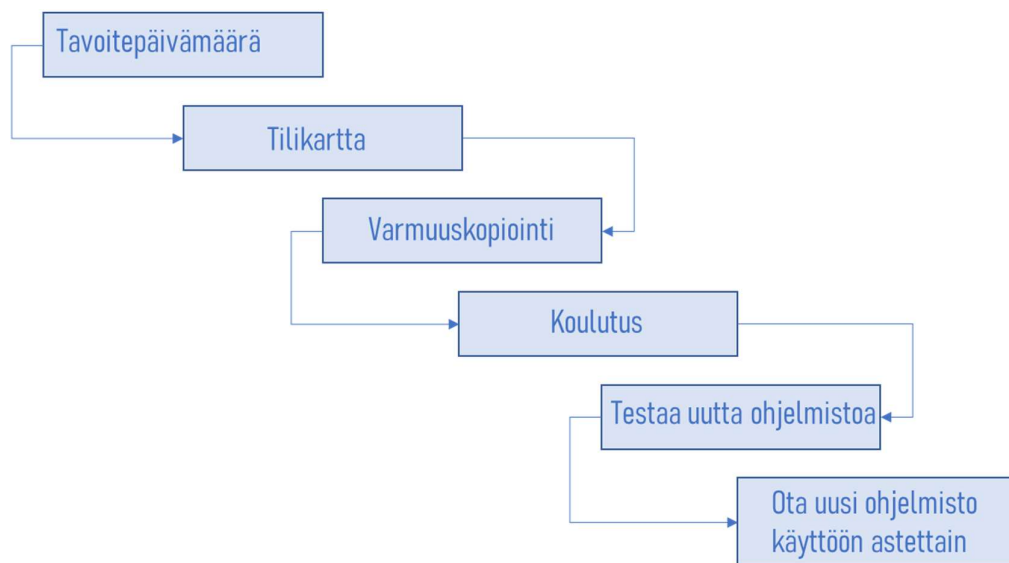 Tavoitepäivämäärä
Tilikartta
Varmuuskopiointi
Koulutus
Testaa uutta ohjelmistoa
Ota uusi ohjelmisto
käyttöön astettain